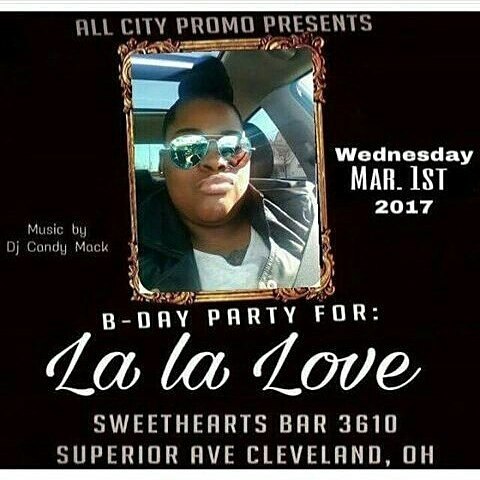 ALL CITY PROMO PRESENTS
Wednesday
MAR. 1ST
2017
Music by
Dj Candy Mack
B-DAY PARTY FOR:
La la Love
SWEETHEARTS BAR 3610
SUPERIOR AVE CLEVELAND, OH